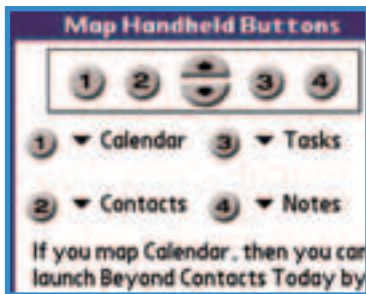 Map Handheld Buttons
1 2 3 4
1 Calendar 3 Tasks
2 Contacts 4 Notes
If you map Calendar, then you can
launch Beyond Contacts Today by